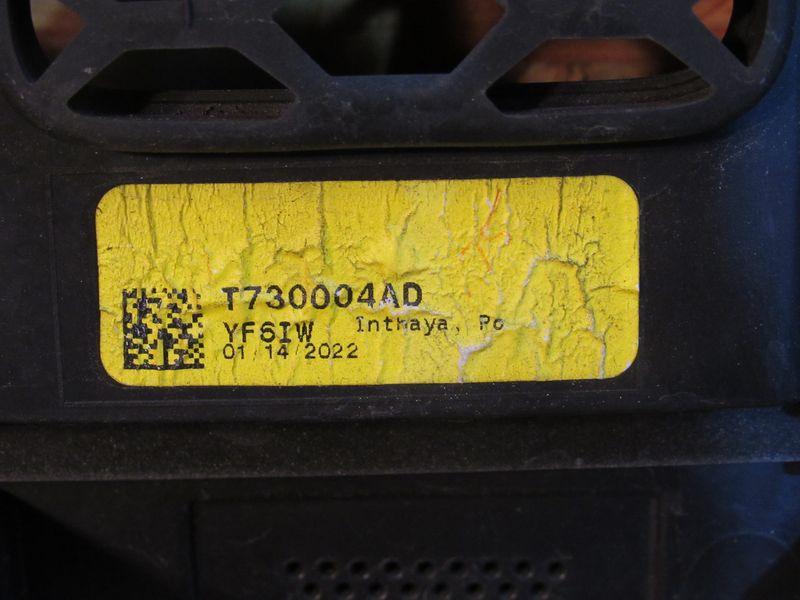 T730004AD
YF6IW Inthaya, Po
01/14/2022